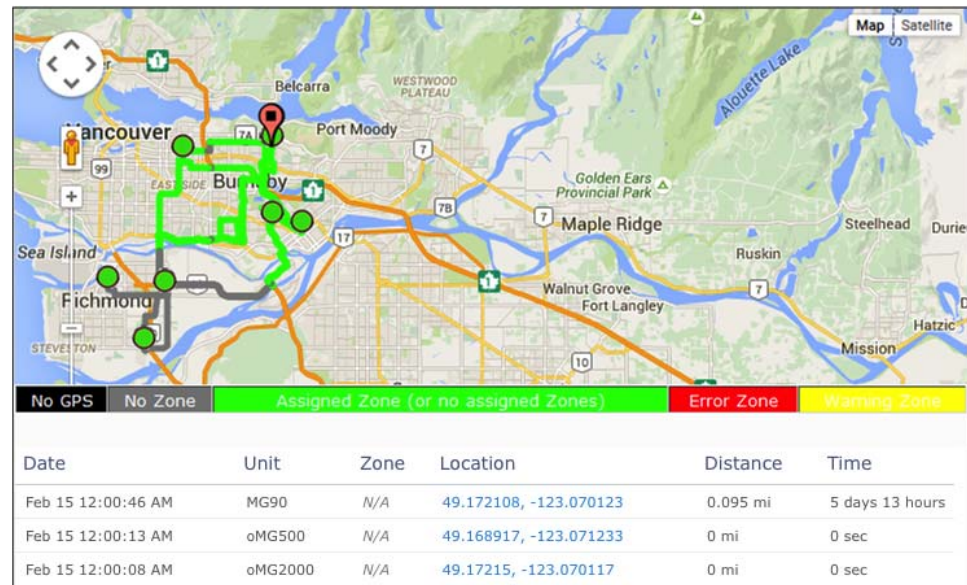 Map Satellite
1
Belcarra
WESTWOOD
PLATEAU
Alouette Lake
Vancouver
7A
Port Moody
7
99
EAST SIDE
Burnaby
1
Golden Ears
Provincial Park
7
7B
7
Maple Ridge
Steelhead
Durie
17
Sea Island
Ruskin
1
Walnut Grove
7
Richmond
Fort Langley
Hatzic
STEVESTON
10
Mission
No GPS No Zone Assigned Zone (or no assigned Zones) Error Zone Warning Zone
Date Unit Zone Location Distance Time
Feb 15 12:00:46 AM MG90 N/A 49.172108, -123.070123 0.095 mi 5 days 13 hours
Feb 15 12:00:13 AM oMG500 N/A 49.168917, -123.071233 0 mi 0 sec
Feb 15 12:00:08 AM oMG2000 N/A 49.17215, -123.070117 0 mi 0 sec